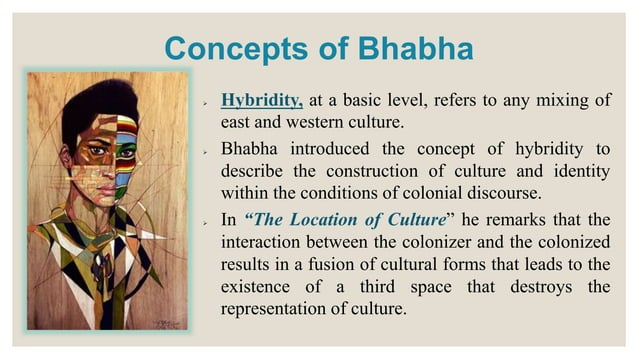 Concepts of Bhabha
Hybridity, at a basic level, refers to any mixing of
east and western culture.
Bhabha introduced the concept of hybridity to
describe the construction of culture and identity
within the conditions of colonial discourse.
In “The Location of Culture” he remarks that the
interaction between the colonizer and the colonized
results in a fusion of cultural forms that leads to the
existence of a third space that destroys the
representation of culture.